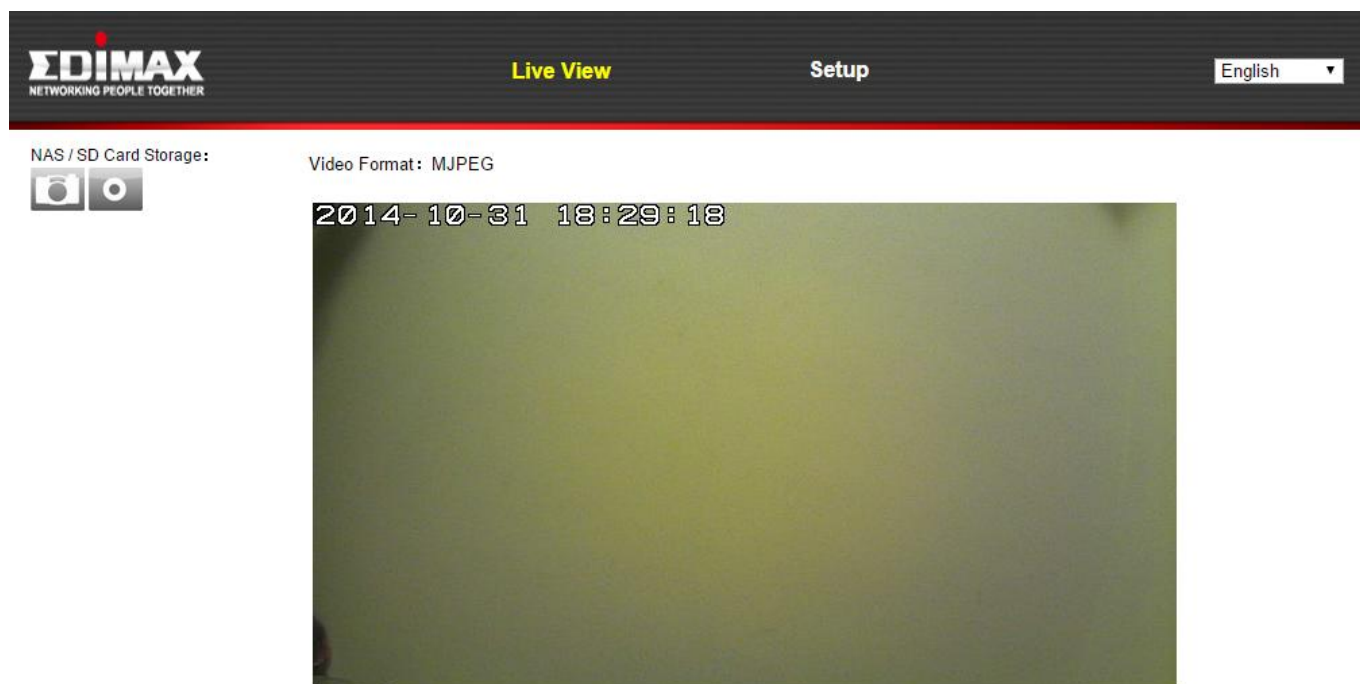 EDIMAX
NETWORKING PEOPLE TOGETHER
Live View
Setup
English
NAS / SD Card Storage:
Video Format: MJPEG
2014-10-31 18:29:18